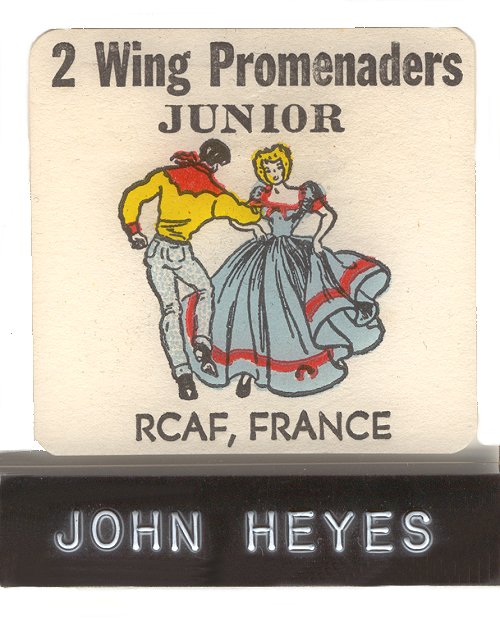 2 Wing Promenaders
JUNIOR
RCAF, FRANCE
JOHN HEYES